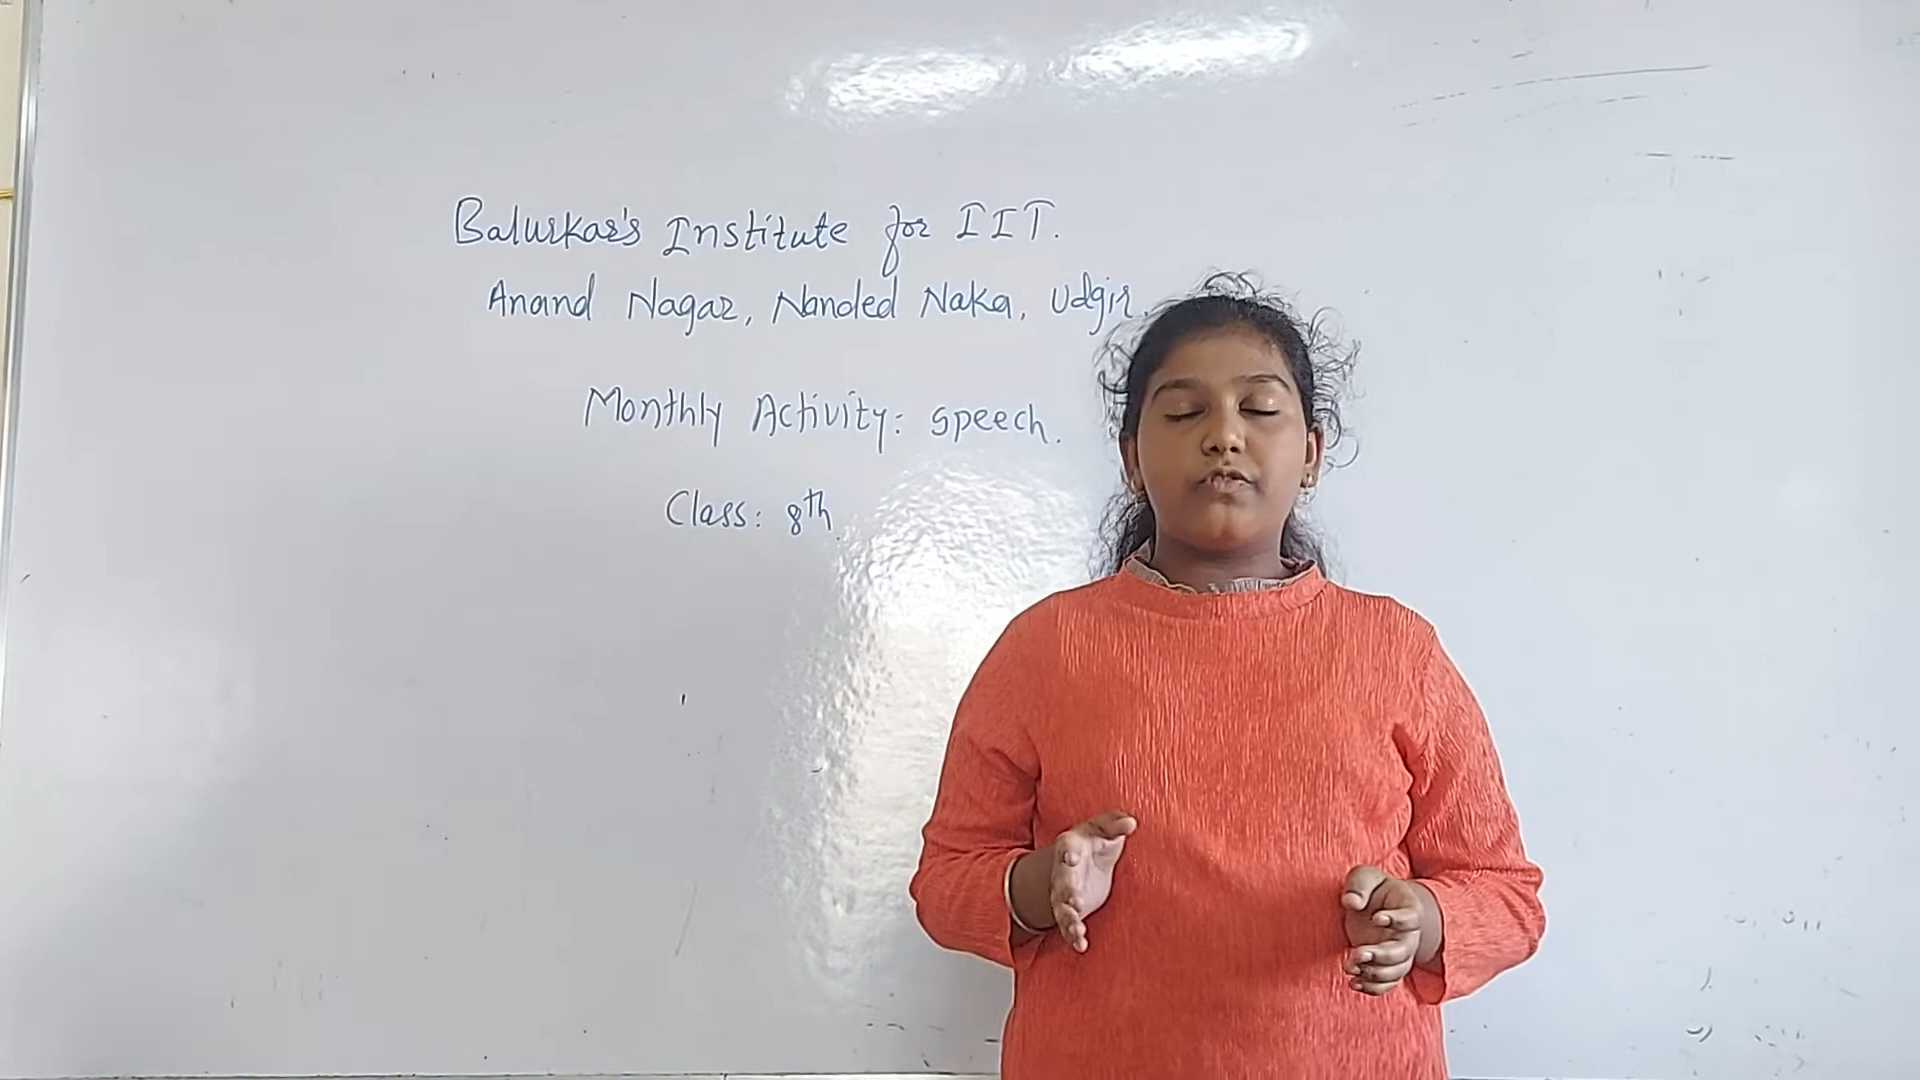 Balurkar's Institute for IIT.
Anand Nagar, Nanded Naka, Udgir.
Monthly Activity: Speech.
Class: 8th